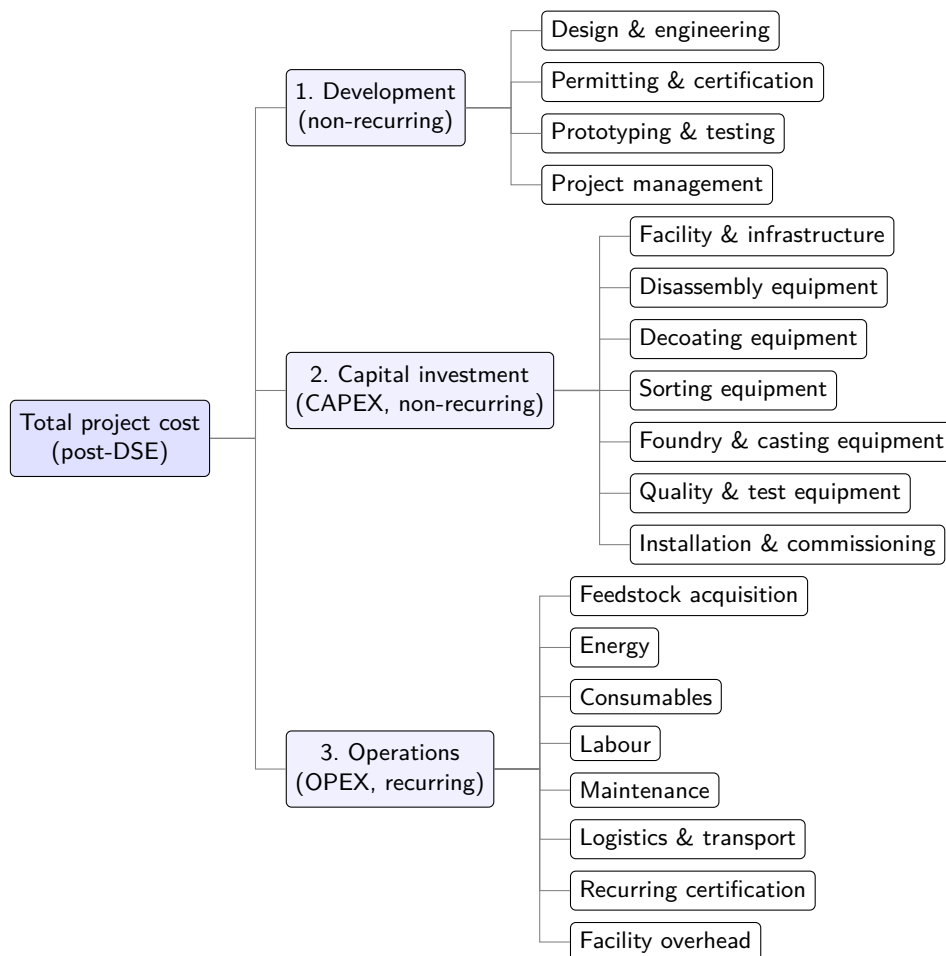 Total project cost
(post-DSE)
1. Development
(non-recurring)
Design & engineering
Permitting & certification
Prototyping & testing
Project management
2. Capital investment
(CAPEX, non-recurring)
Facility & infrastructure
Disassembly equipment
Decoating equipment
Sorting equipment
Foundry & casting equipment
Quality & test equipment
Installation & commissioning
3. Operations
(OPEX, recurring)
Feedstock acquisition
Energy
Consumables
Labour
Maintenance
Logistics & transport
Recurring certification
Facility overhead